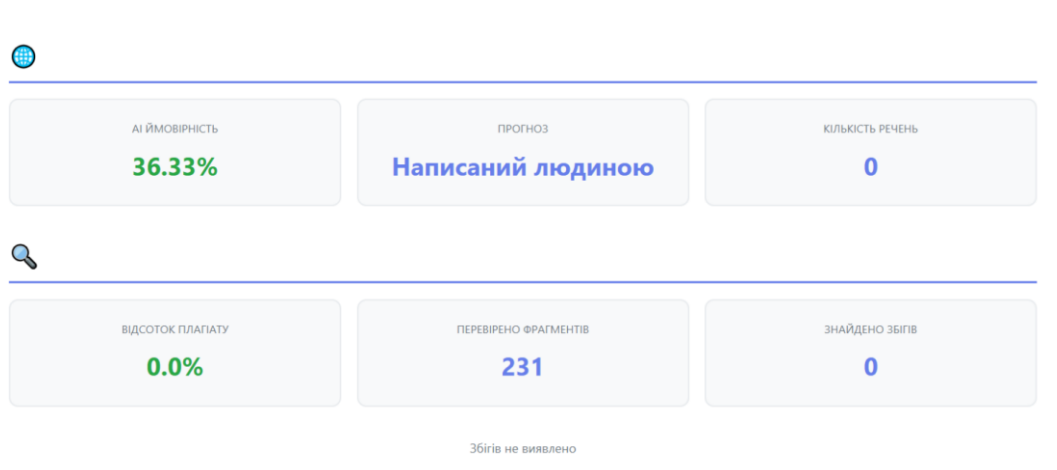 АІ ЙМОВІРНІСТЬ
36.33%
ПРОГНОЗ
Написаний людиною
КІЛЬКІСТЬ РЕЧЕНЬ
0
ВІДСОТОК ПЛАГІАТУ
0.0%
ПЕРЕВІРЕНО ФРАГМЕНТІВ
231
ЗНАЙДЕНО ЗБІГІВ
0
Збігів не виявлено